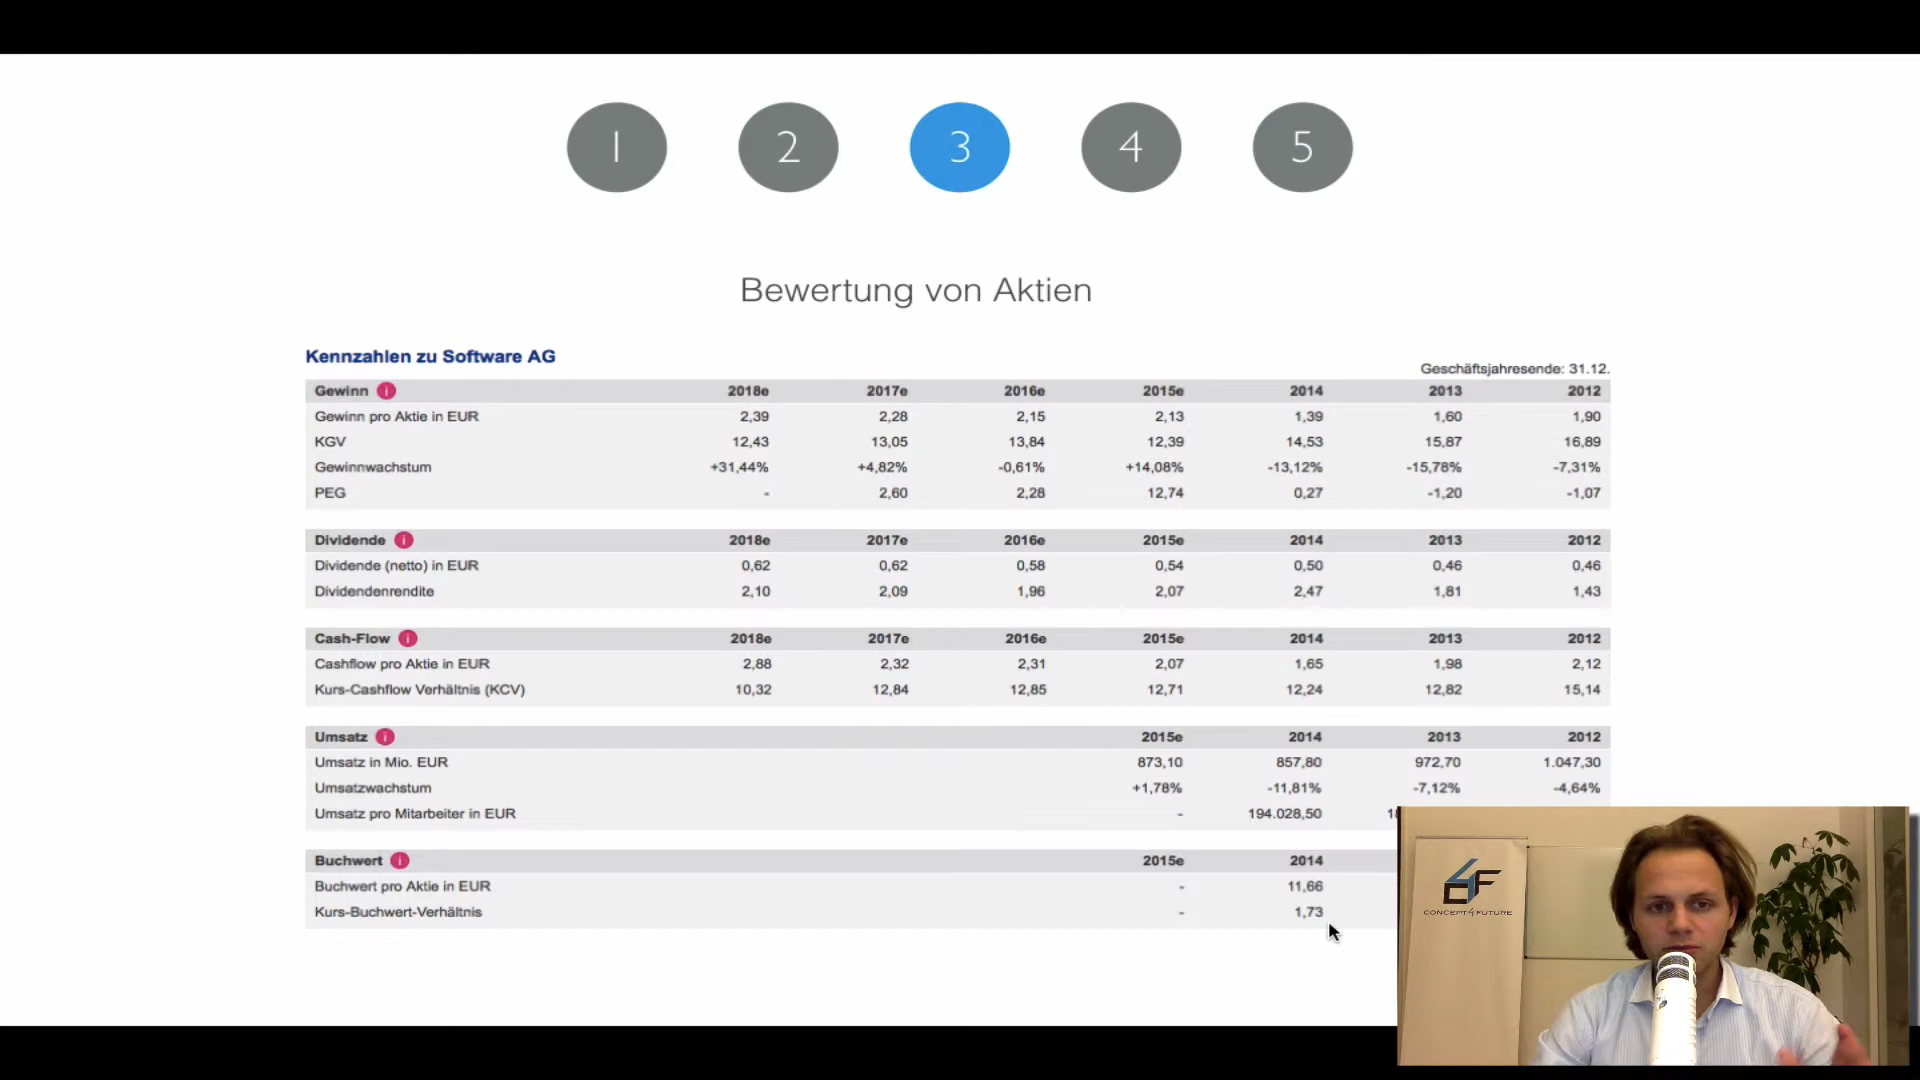 1 2 3 4 5
Bewertung von Aktien
Kennzahlen zu Software AG
Geschäftsjahresende: 31.12.
Gewinn i 2018e 2017e 2016e 2015e 2014 2013 2012
Gewinn pro Aktie in EUR 2,39 2,28 2,15 2,13 1,39 1,60 1,90
KGV 12,43 13,05 13,84 12,39 14,53 15,87 16,89
Gewinnwachstum +31,44% +4,82% -0,61% +14,08% -13,12% -15,78% -7,31%
PEG - 2,60 2,28 12,74 0,27 -1,20 -1,07
Dividende i 2018e 2017e 2016e 2015e 2014 2013 2012
Dividende (netto) in EUR 0,62 0,62 0,58 0,54 0,50 0,46 0,46
Dividendenrendite 2,10 2,09 1,96 2,07 2,47 1,81 1,43
Cash-Flow i 2018e 2017e 2016e 2015e 2014 2013 2012
Cashflow pro Aktie in EUR 2,88 2,32 2,31 2,07 1,65 1,98 2,12
Kurs-Cashflow Verhältnis (KCV) 10,32 12,84 12,85 12,71 12,24 12,82 15,14
Umsatz i 2015e 2014 2013 2012
Umsatz in Mio. EUR 873,10 857,80 972,70 1.047,30
Umsatzwachstum +1,78% -11,81% -7,12% -4,64%
Umsatz pro Mitarbeiter in EUR - 194.028,50
Buchwert i 2015e 2014
Buchwert pro Aktie in EUR - 11,66
Kurs-Buchwert-Verhältnis - 1,73
C4F
CONCEPT4FUTURE